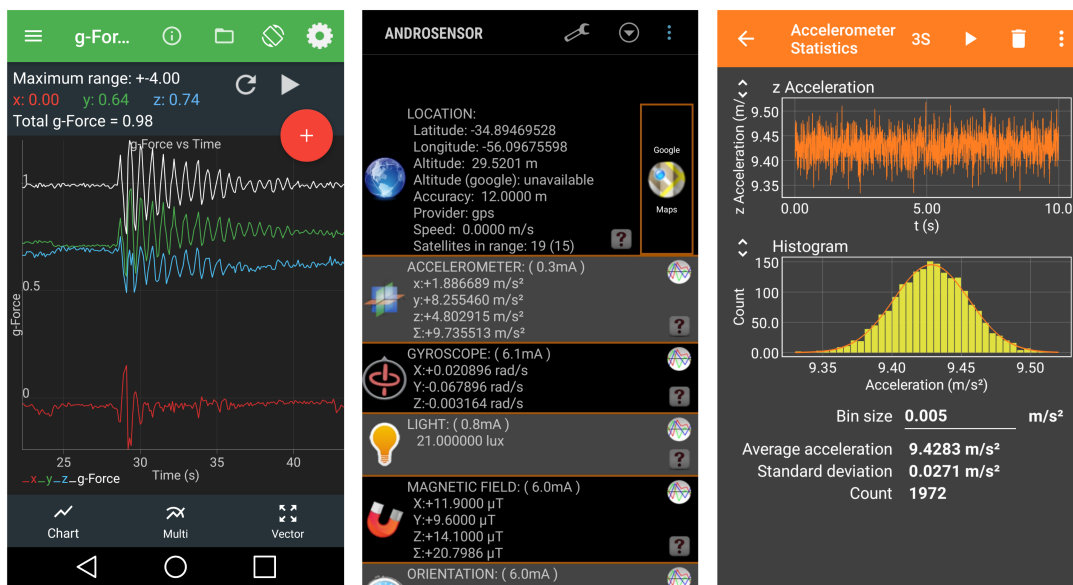 g-For...
Maximum range: +-4.00
x: 0.00 y: 0.64 z: 0.74
Total g-Force = 0.98
+
g-Force vs Time
1
0.5
0
g-Force
25 30 35 40
Time (s)
_x_y_z_g-Force
Chart Multi Vector
ANDROSENSOR
LOCATION:
Latitude: -34.89469528
Longitude: -56.09675598
Altitude: 29.5201 m
Altitude (google): unavailable
Accuracy: 12.0000 m
Provider: gps
Speed: 0.0000 m/s
Satellites in range: 19 (15)
?
Google
Maps
ACCELEROMETER: ( 0.3mA )
x:+1.886689 m/s²
y:+8.255460 m/s²
z:+4.802915 m/s²
Σ:+9.735513 m/s²
?
GYROSCOPE: ( 6.1mA )
X:+0.020896 rad/s
Y:-0.067896 rad/s
Z:-0.003164 rad/s
?
LIGHT: ( 0.8mA )
21.000000 lux
?
MAGNETIC FIELD: ( 6.0mA )
X:+11.9000 µT
Y:+9.6000 µT
Z:+14.1000 µT
Σ:+20.7986 µT
?
ORIENTATION: ( 6.0mA )
Accelerometer
Statistics
3S
z Acceleration
z Acceleration (m/
9.50
9.45
9.40
9.35
0.00 5.00 10.0
t (s)
Histogram
Count
150
100
50.0
0.00
9.35 9.40 9.45 9.50
Acceleration (m/s²)
Bin size 0.005 m/s²
Average acceleration 9.4283 m/s²
Standard deviation 0.0271 m/s²
Count 1972